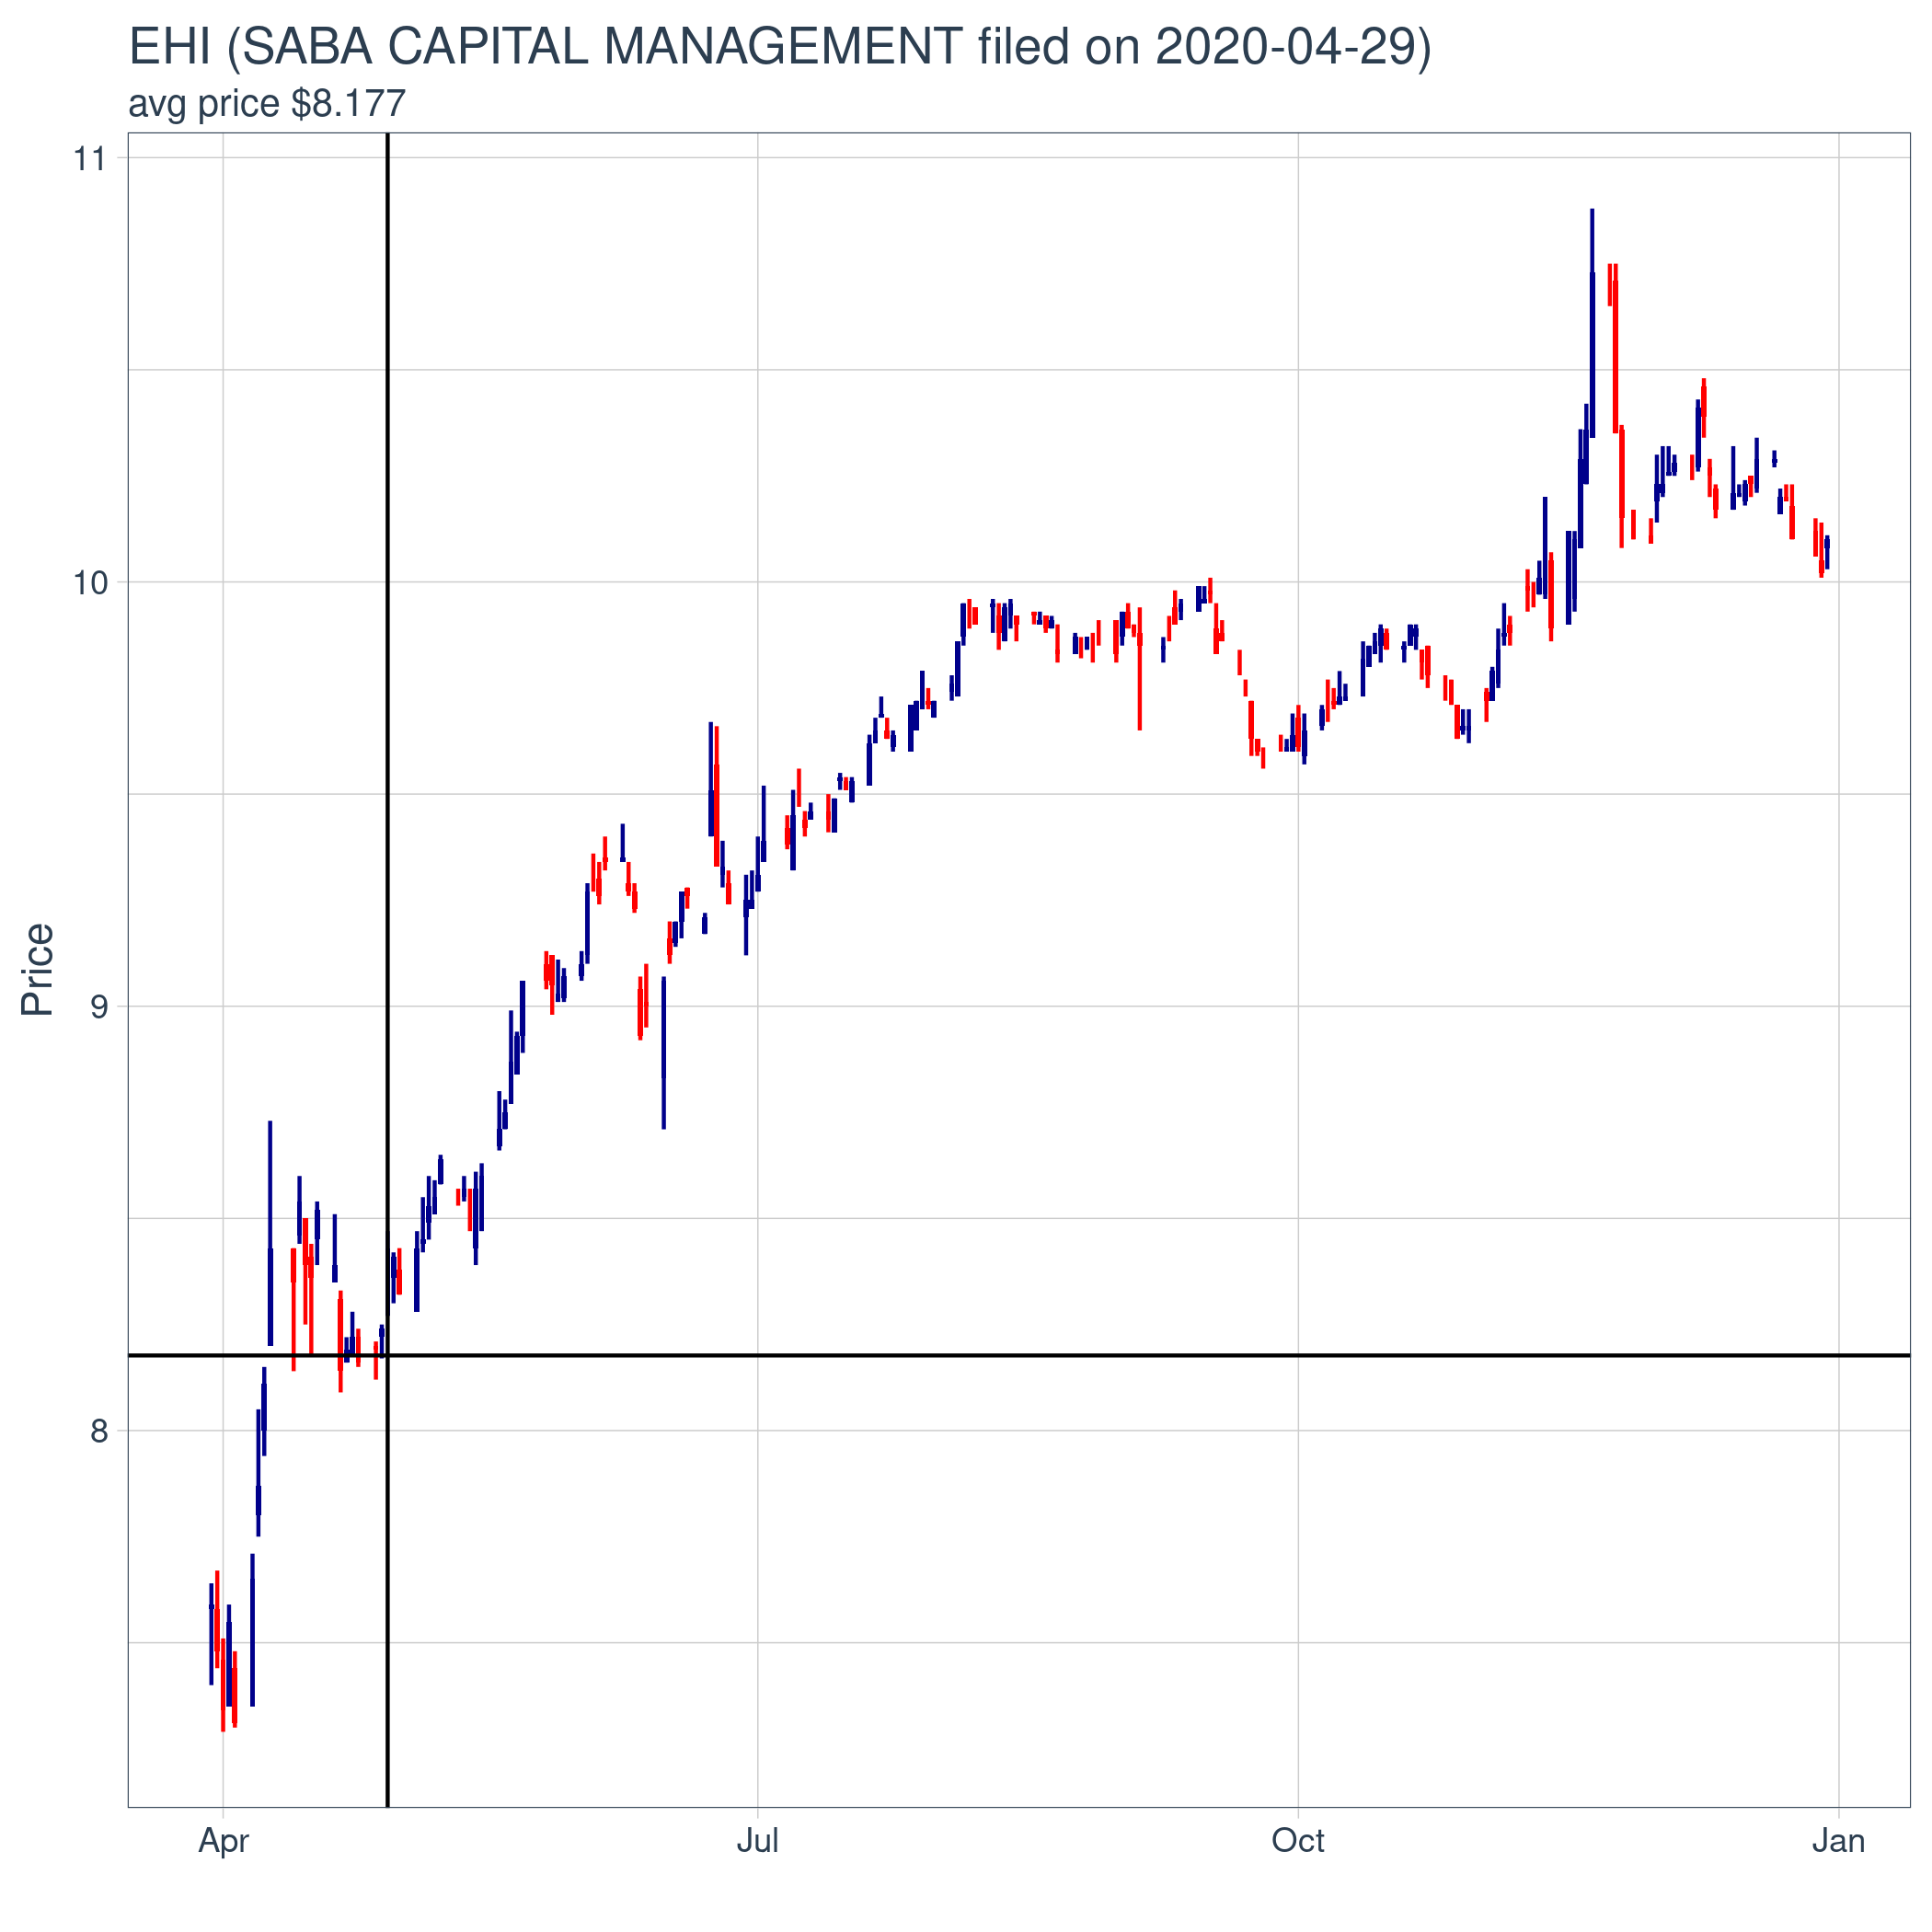 EHI (SABA CAPITAL MANAGEMENT filed on 2020-04-29)
avg price $8.177
11
10
9
8
Price
Apr Jul Oct Jan